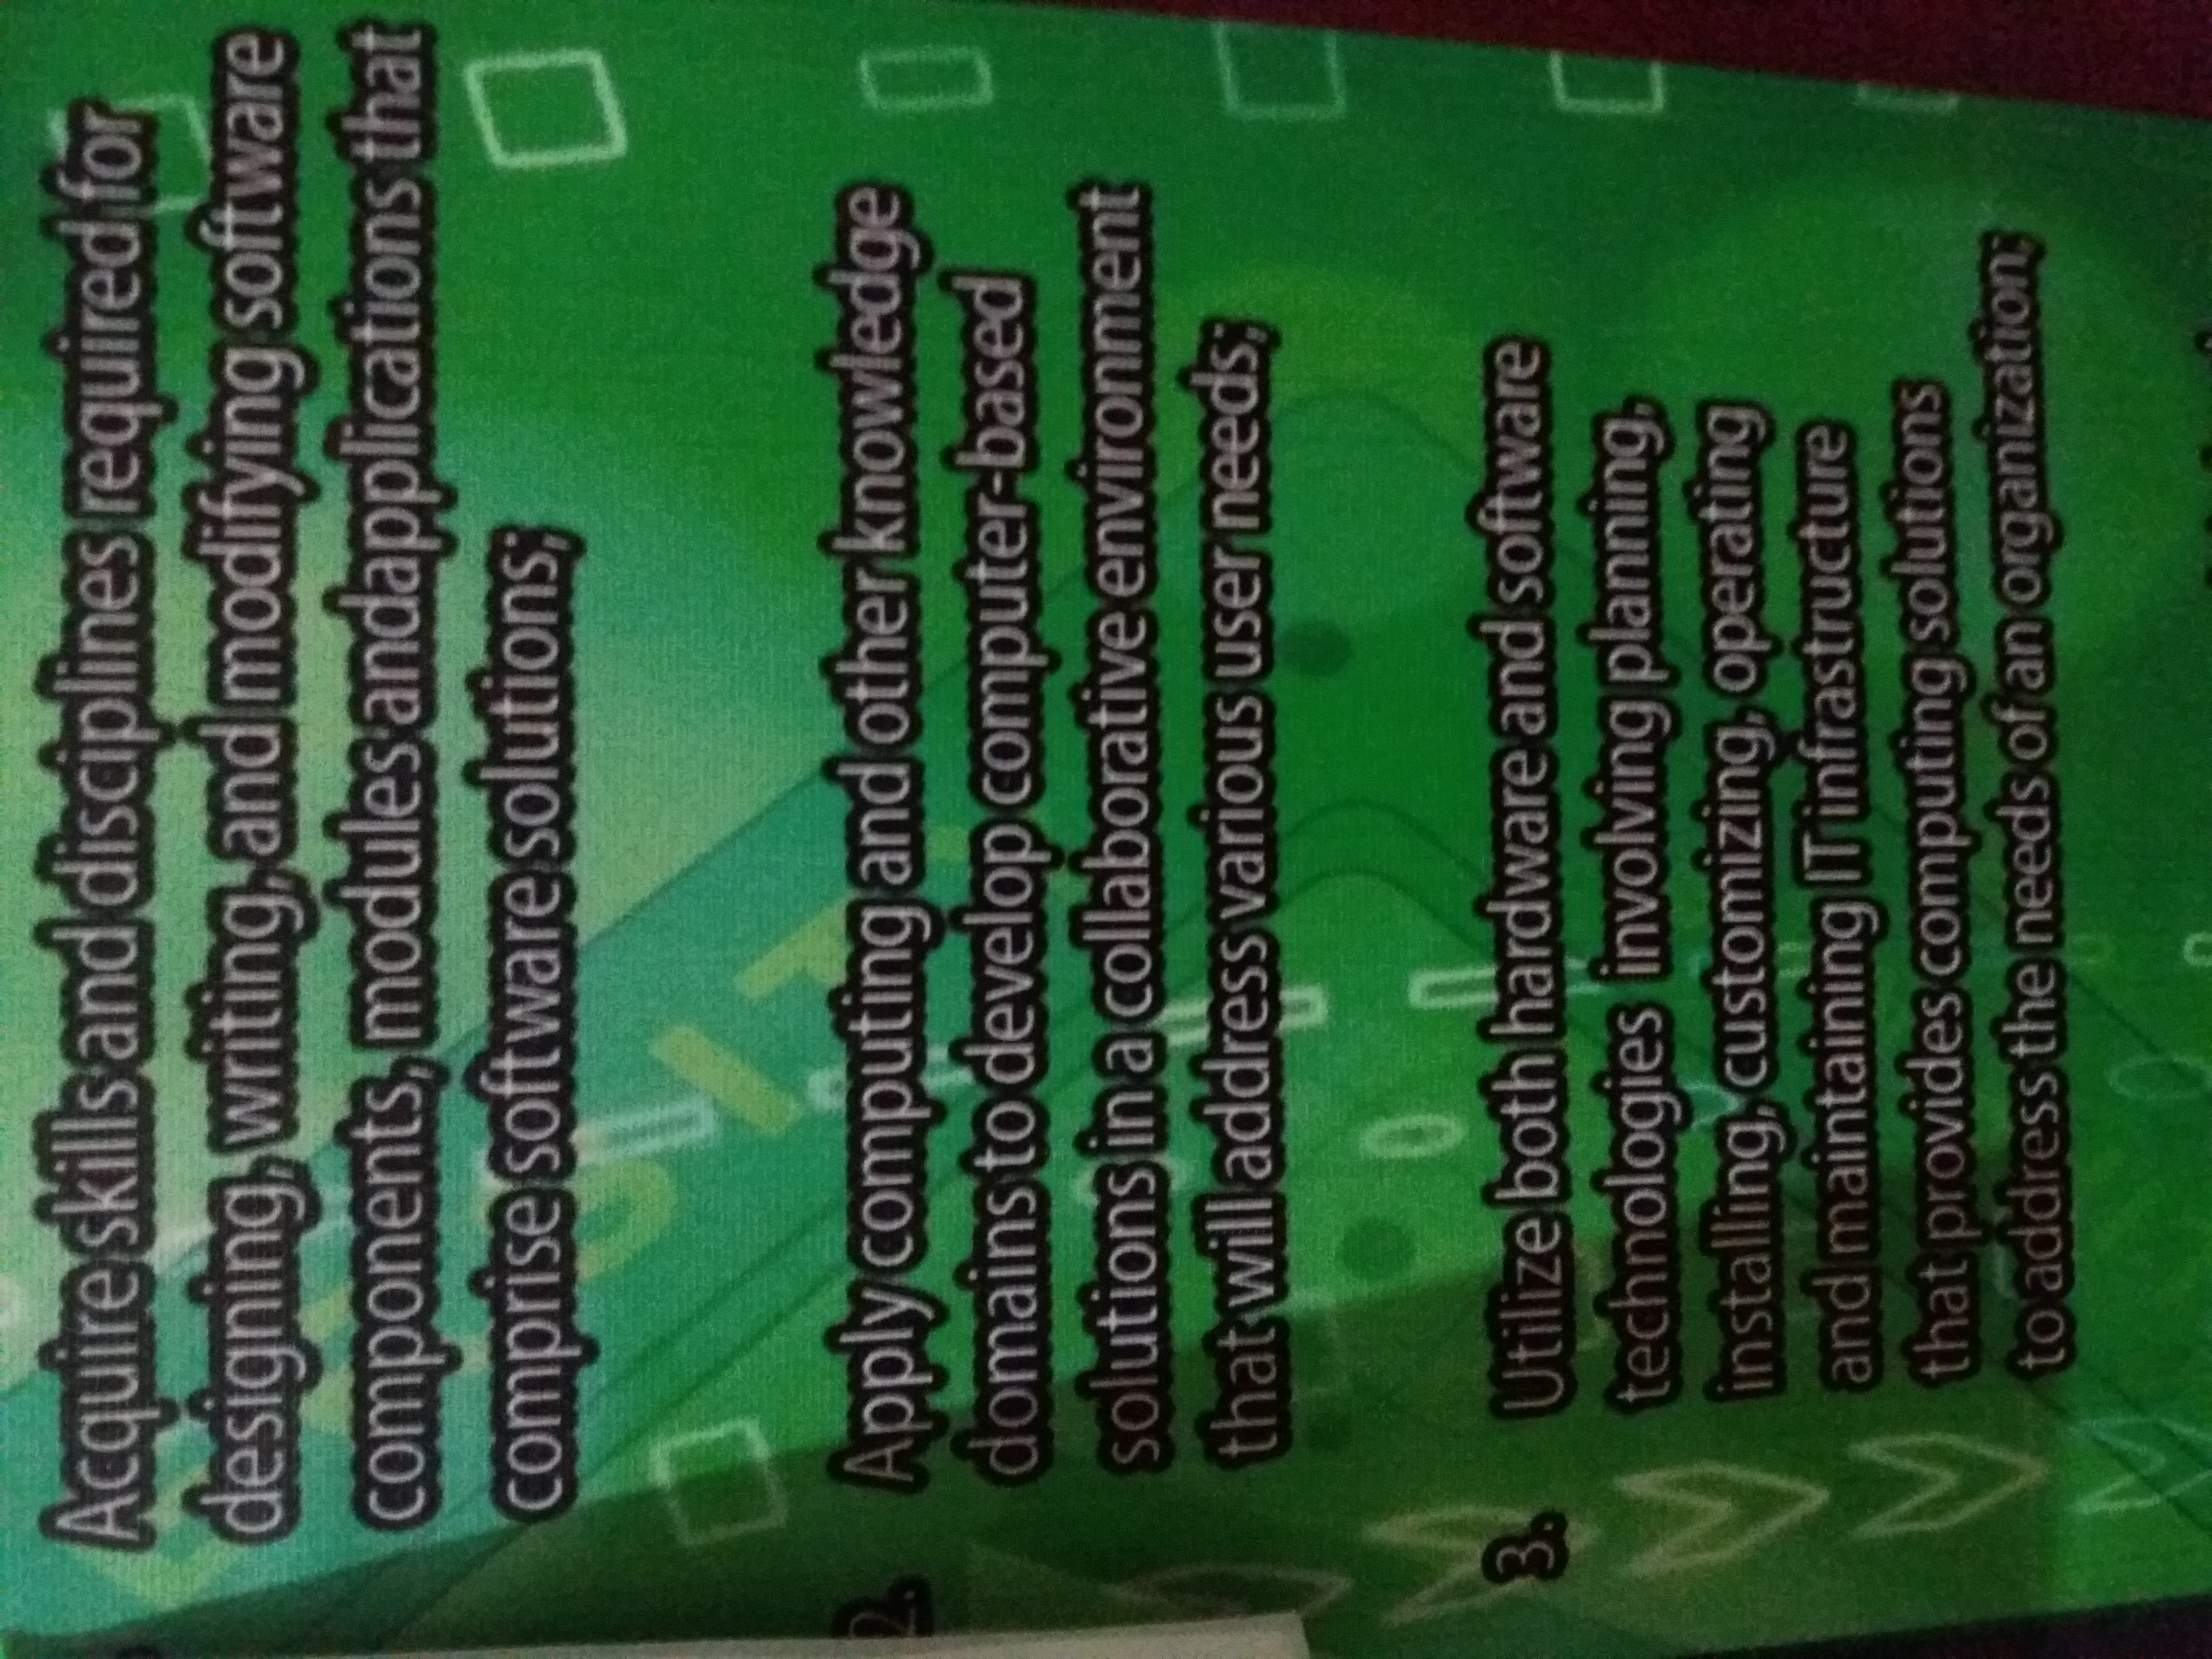 Acquire skills and disciplines required for
designing, writing, and modifying software
components, modules andapplications that
comprise software solutions;
2. Apply computing and other knowledge
domains to develop computer-based
solutions in a collaborative environment
that will address various user needs;
3. Utilize both hardware and software
technologies involving planning,
installing, customizing, operating
and maintaining IT infrastructure
that provides computing solutions
to address the needs of an organization;